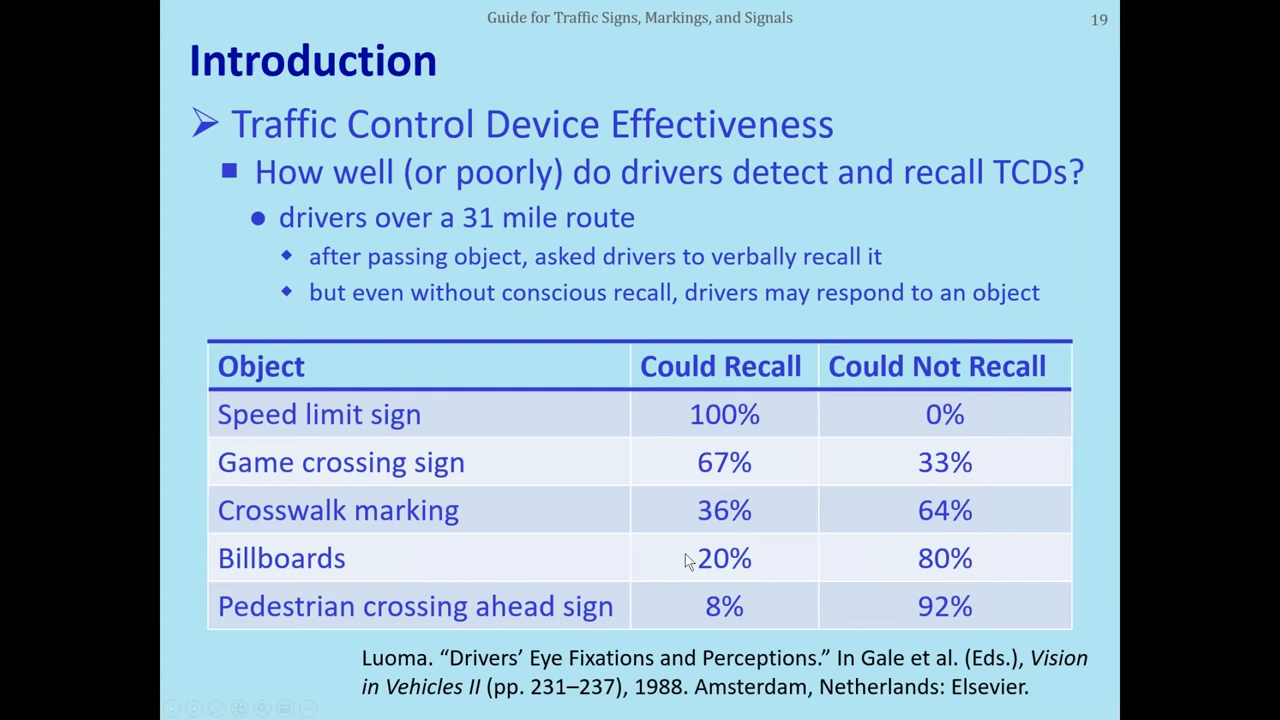 Guide for Traffic Signs, Markings, and Signals
19
Introduction
Traffic Control Device Effectiveness
How well (or poorly) do drivers detect and recall TCDs?
drivers over a 31 mile route
after passing object, asked drivers to verbally recall it
but even without conscious recall, drivers may respond to an object
Object Could Recall Could Not Recall
Speed limit sign 100% 0%
Game crossing sign 67% 33%
Crosswalk marking 36% 64%
Billboards 20% 80%
Pedestrian crossing ahead sign 8% 92%
Luoma. “Drivers’ Eye Fixations and Perceptions.” In Gale et al. (Eds.), Vision
in Vehicles II (pp. 231–237), 1988. Amsterdam, Netherlands: Elsevier.